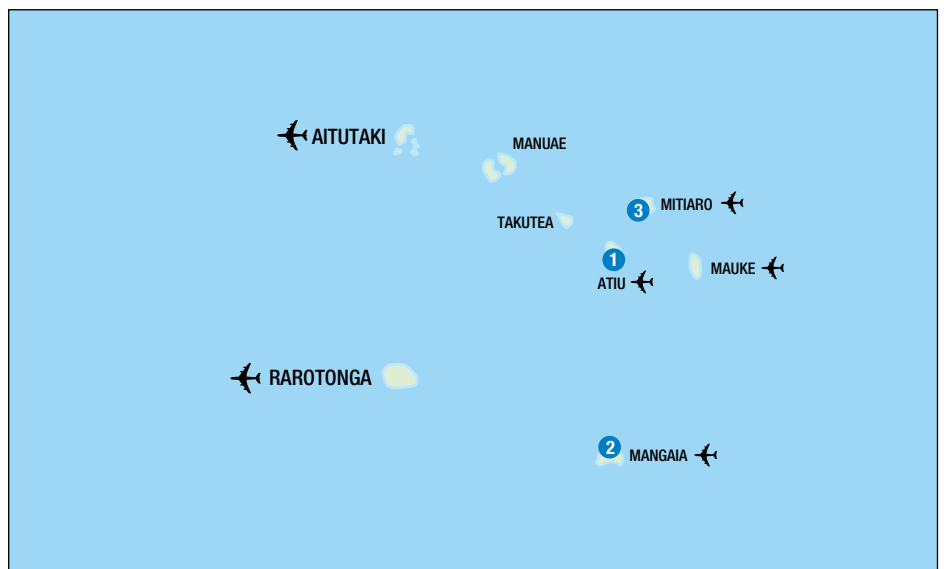 AITUTAKI
MANUAE
3
MITIARO
TAKUTEA
1
MAUKE
ATIU
RAROTONGA
2
MANGAIA